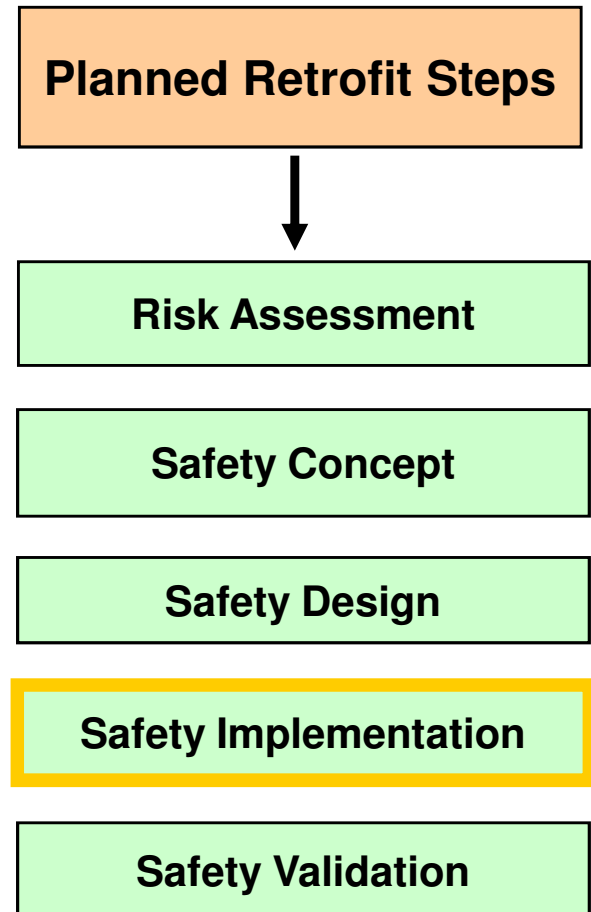 Planned Retrofit Steps
Risk Assessment
Safety Concept
Safety Design
Safety Implementation
Safety Validation